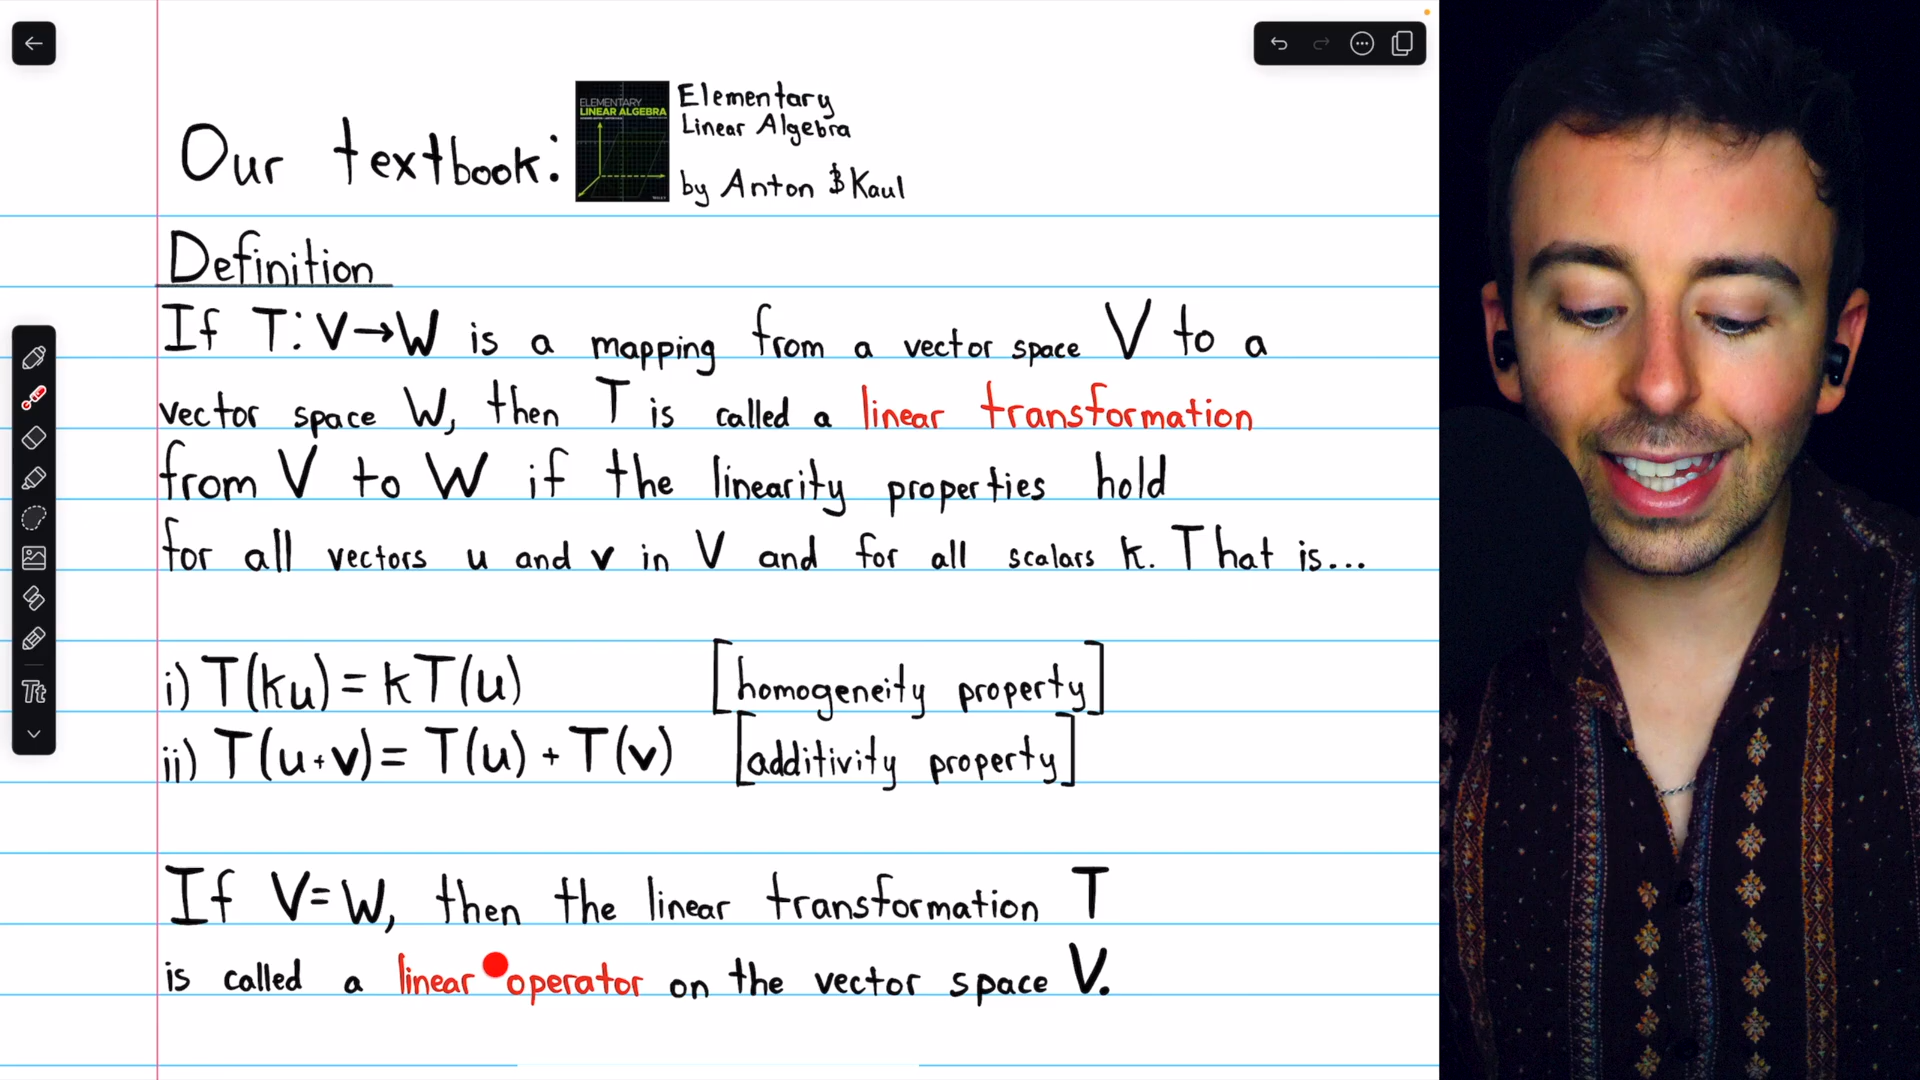 Our textbook:
ELEMENTARY
LINEAR ALGEBRA
Elementary
Linear Algebra
by Anton & Kaul
Definition
If T: V→W is a mapping from a vector space V to a
vector space W, then T is called a linear transformation
from V to W if the linearity properties hold
for all vectors u and v in V and for all scalars k. That is...
i) T(ku) = kT(u) [homogeneity property]
ii) T(u+v) = T(u) + T(v) [additivity property]
If V=W, then the linear transformation T
is called a linear operator on the vector space V.
Tt